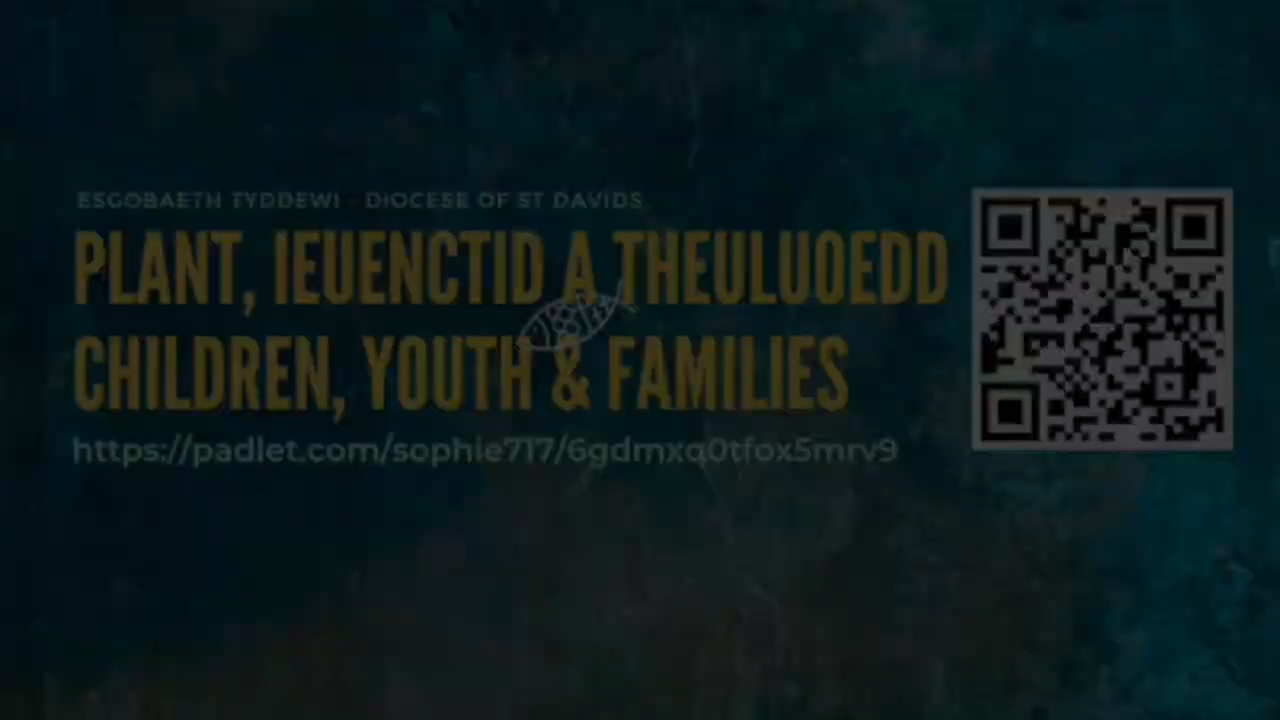 ESGOBAETH TYDDEWI - DIOCESE OF ST DAVIDS
PLANT, IEUENCTID A THEULUOEDD
CHILDREN, YOUTH & FAMILIES
https://padlet.com/sophie717/6gdmxq0tfox5mrv9